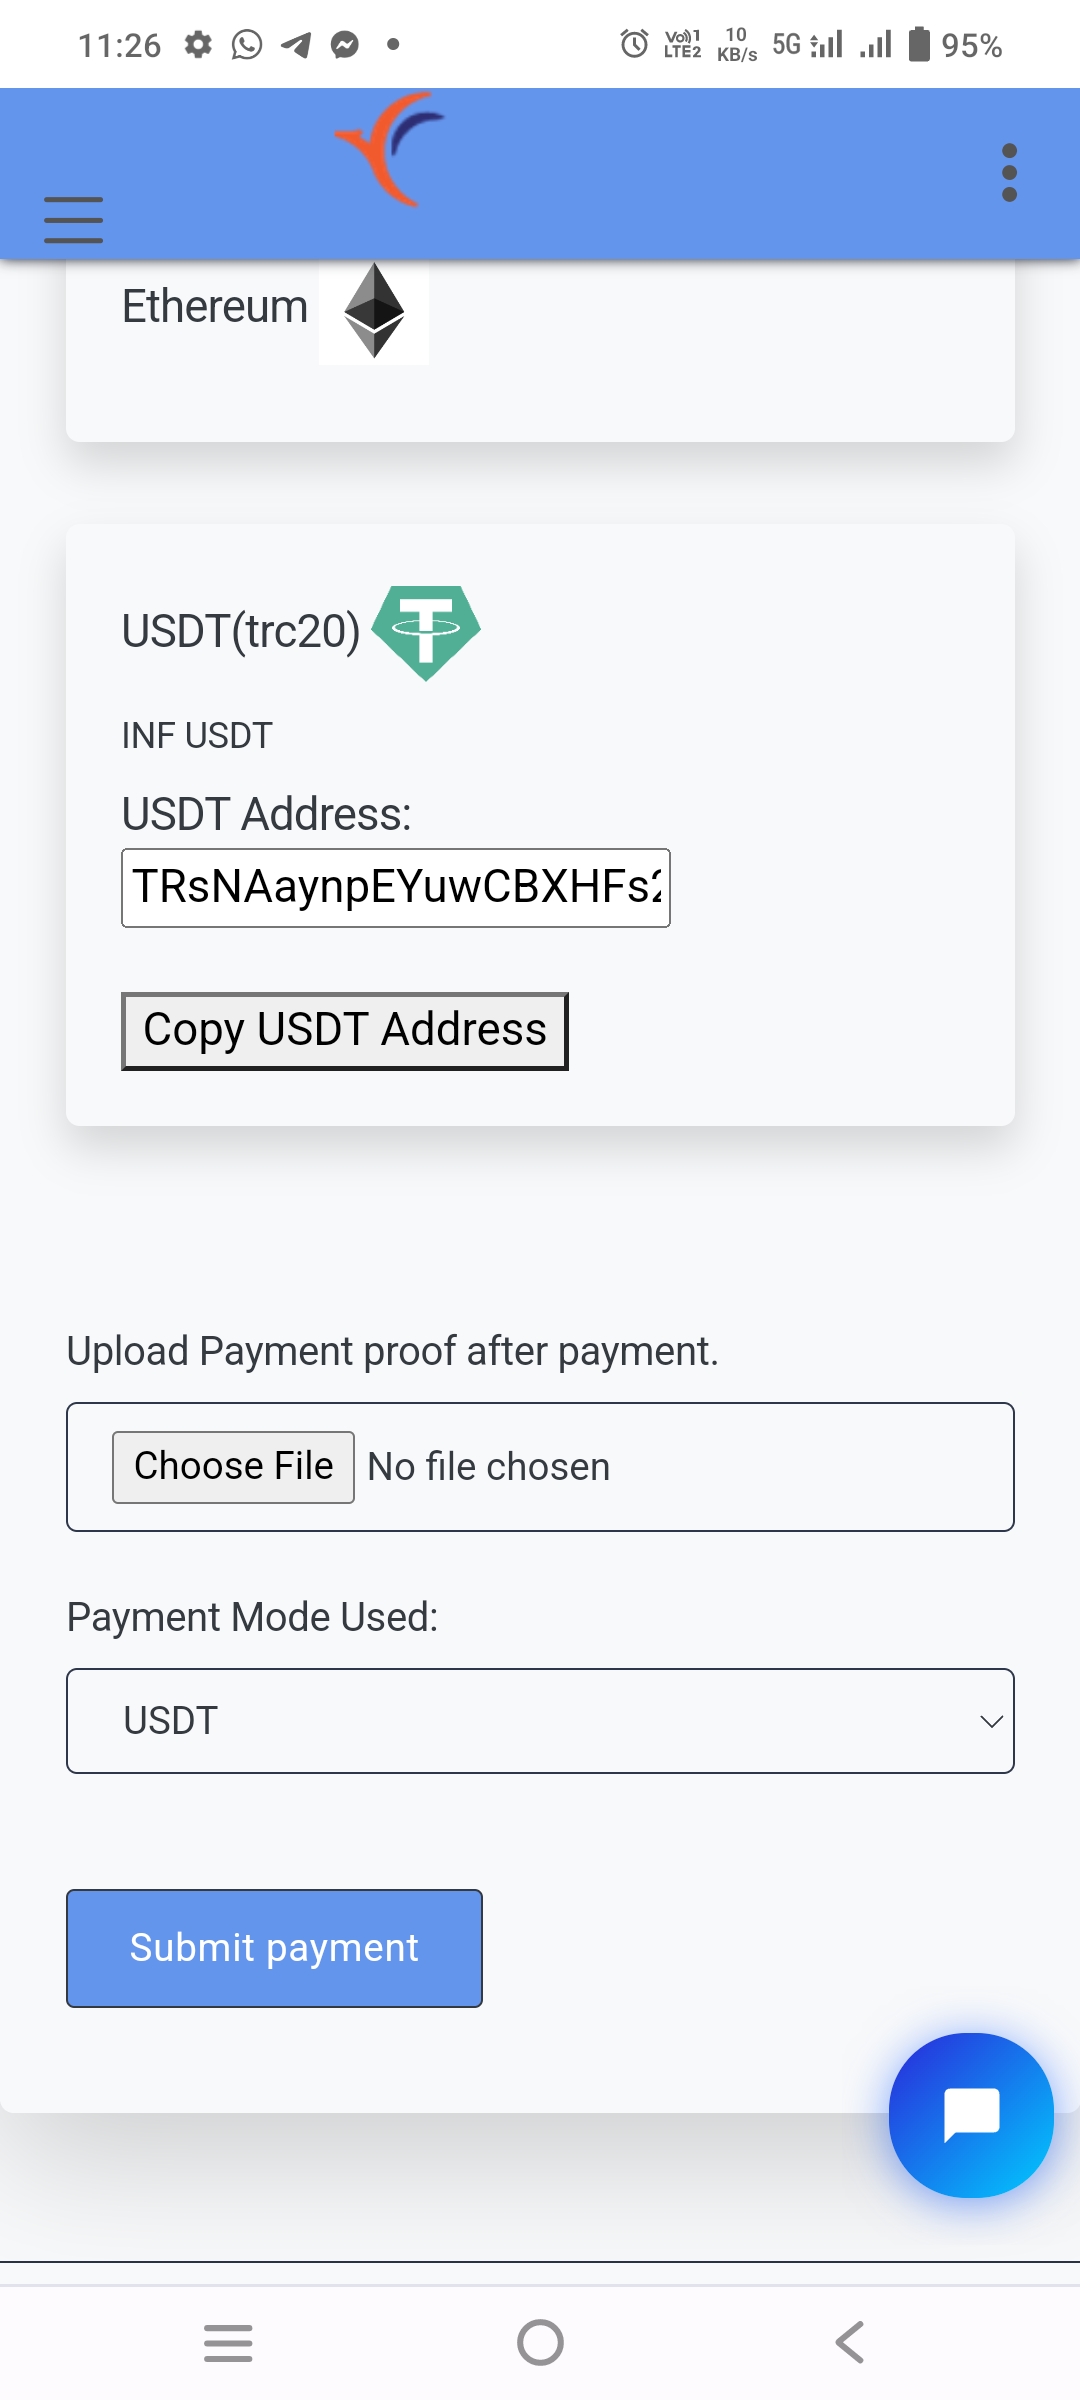 11:26
Vo))1 LTE2
10 KB/s
5G
95%
Ethereum
USDT(trc20)
INF USDT
USDT Address:
TRsNAaynpEYuwCBXHFs
Copy USDT Address
Upload Payment proof after payment.
Choose File No file chosen
Payment Mode Used:
USDT
Submit payment